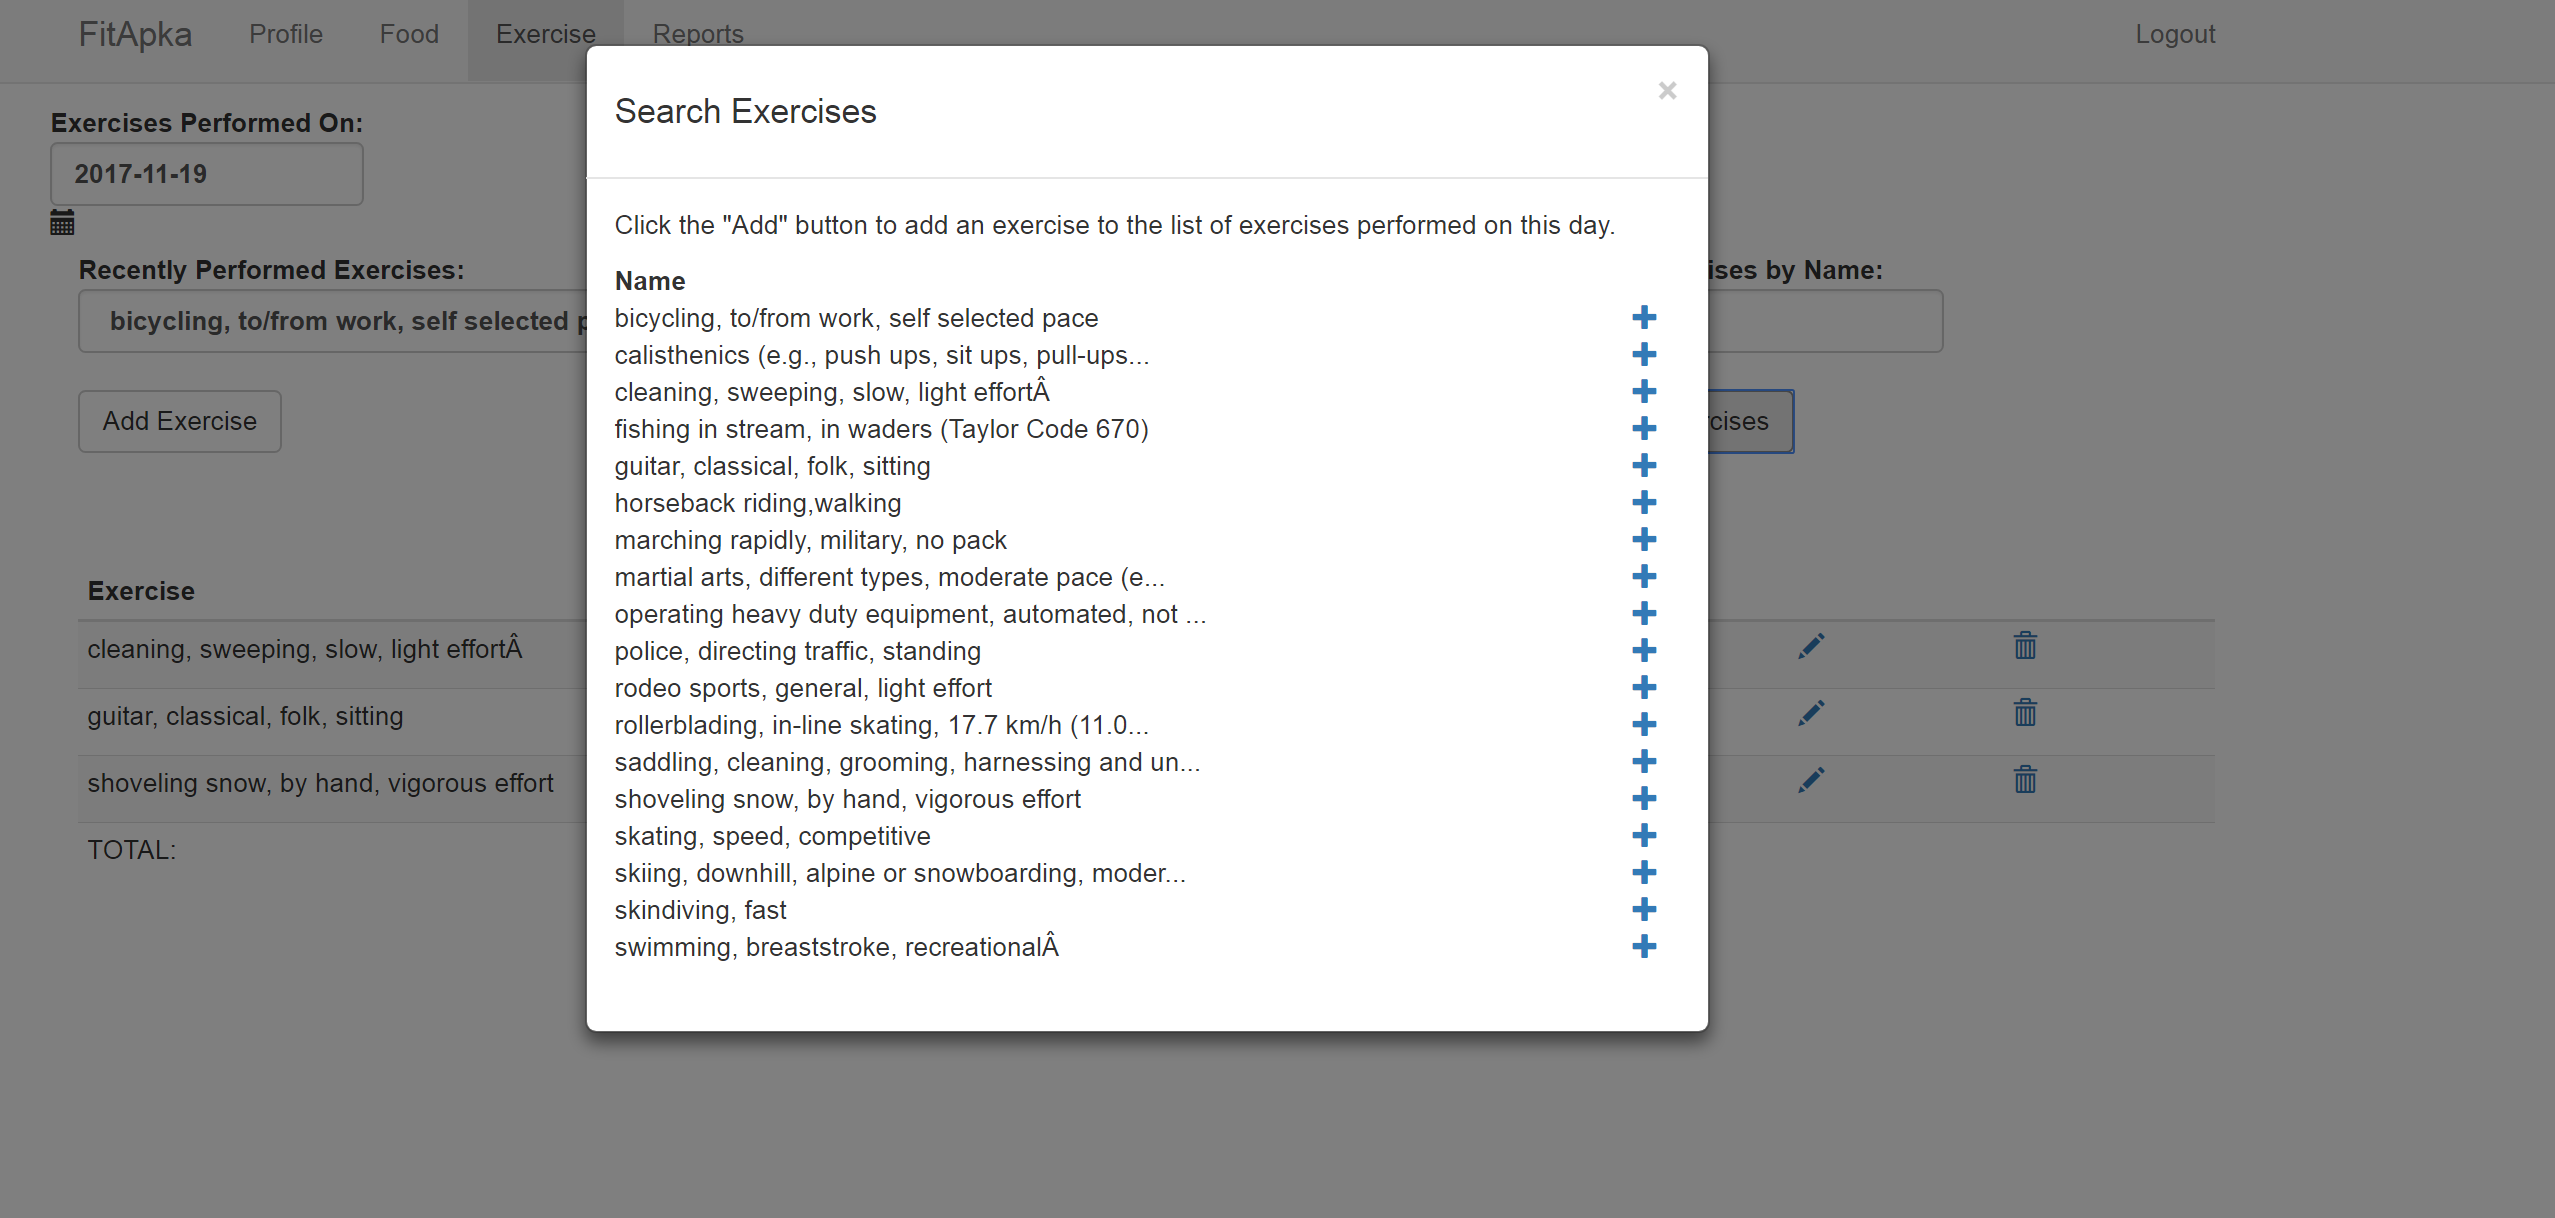 FitApka Profile Food Exercise Reports Logout
Search Exercises
×
Exercises Performed On:
2017-11-19
Click the "Add" button to add an exercise to the list of exercises performed on this day.
Recently Performed Exercises:
bicycling, to/from work, self selected
by Name:
Add Exercise
Name
bicycling, to/from work, self selected pace
calisthenics (e.g., push ups, sit ups, pull-ups...
cleaning, sweeping, slow, light effortÂ
fishing in stream, in waders (Taylor Code 670)
guitar, classical, folk, sitting
horseback riding,walking
marching rapidly, military, no pack
martial arts, different types, moderate pace (e...
operating heavy duty equipment, automated, not ...
police, directing traffic, standing
rodeo sports, general, light effort
rollerblading, in-line skating, 17.7 km/h (11.0...
saddling, cleaning, grooming, harnessing and un...
shoveling snow, by hand, vigorous effort
skating, speed, competitive
skiing, downhill, alpine or snowboarding, moder...
skindiving, fast
swimming, breaststroke, recreationalÂ
Exercise
cleaning, sweeping, slow, light effortÂ
guitar, classical, folk, sitting
shoveling snow, by hand, vigorous effort
TOTAL: